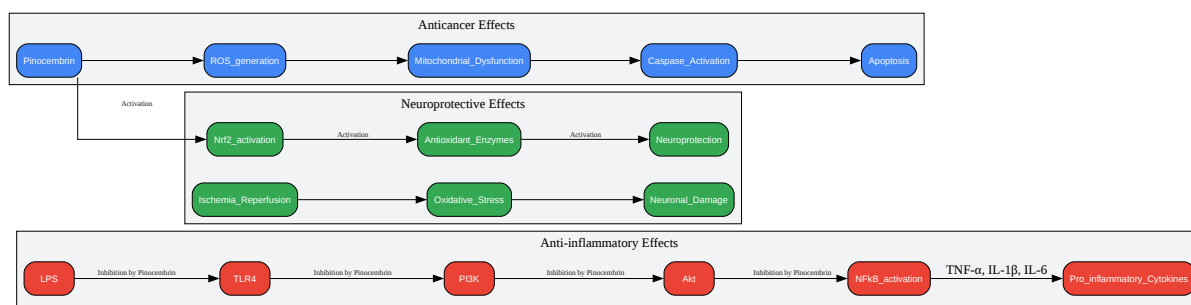 Anticancer Effects
Pinocembrin
ROS_generation
Mitochondrial_Dysfunction
Caspase_Activation
Apoptosis
Activation
Neuroprotective Effects
Nrf2_activation
Activation
Antioxidant_Enzymes
Activation
Neuroprotection
Ischemia_Reperfusion
Oxidative_Stress
Neuronal_Damage
Anti-inflammatory Effects
LPS
Inhibition by Pinocembrin
TLR4
Inhibition by Pinocembrin
PI3K
Inhibition by Pinocembrin
Akt
Inhibition by Pinocembrin
NFkB_activation
TNF-α, IL-1β, IL-6
Pro_inflammatory_Cytokines